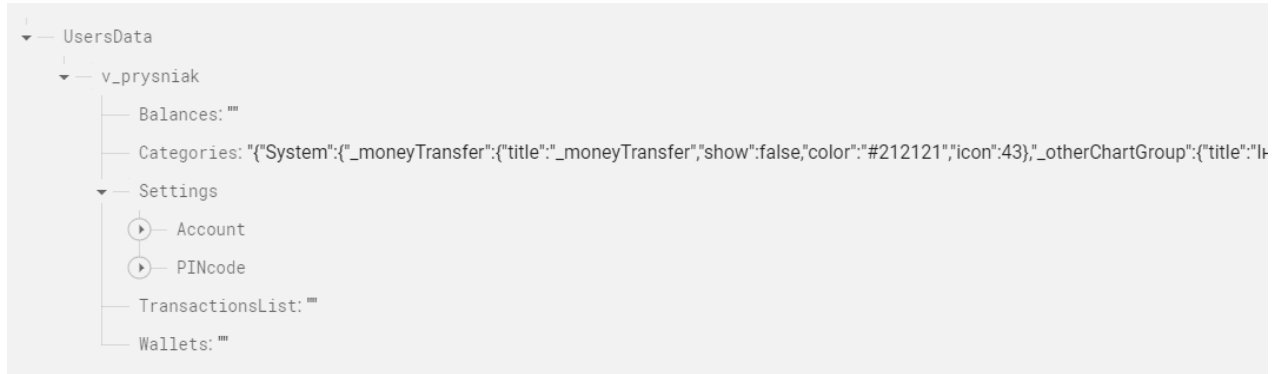 UsersData
v_prysniak
Balances: ""
Categories: "{"System":{"_moneyTransfer":{"title":"_moneyTransfer","show":false,"color":"#212121","icon":43},"_otherChartGroup":{"title":"Ін
Settings
Account
PINcode
TransactionsList: ""
Wallets: ""